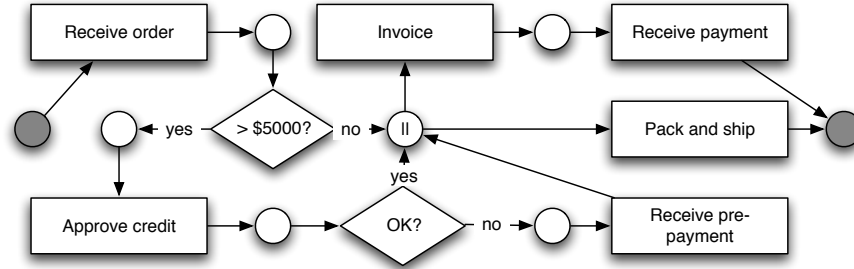 Receive order
Invoice
Receive payment
> $5000?
yes
no
||
Pack and ship
yes
Approve credit
OK?
no
Receive pre-
payment